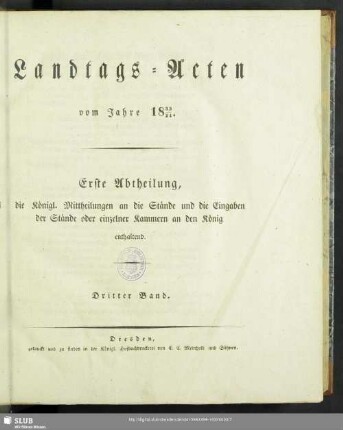 Landtags-Acten
vom Jahre 18
Erste Abtheilung,
die Königl. Mittheilungen an die Stände und die Eingaben
der Stände oder einzelner Kammern an den König
enthaltend.
Dritter Band.
Dresden,
gedruckt und zu finden in der Königl. Hofbuchdruckerei von C. C. Meinhold und Söhnen.
SLUB